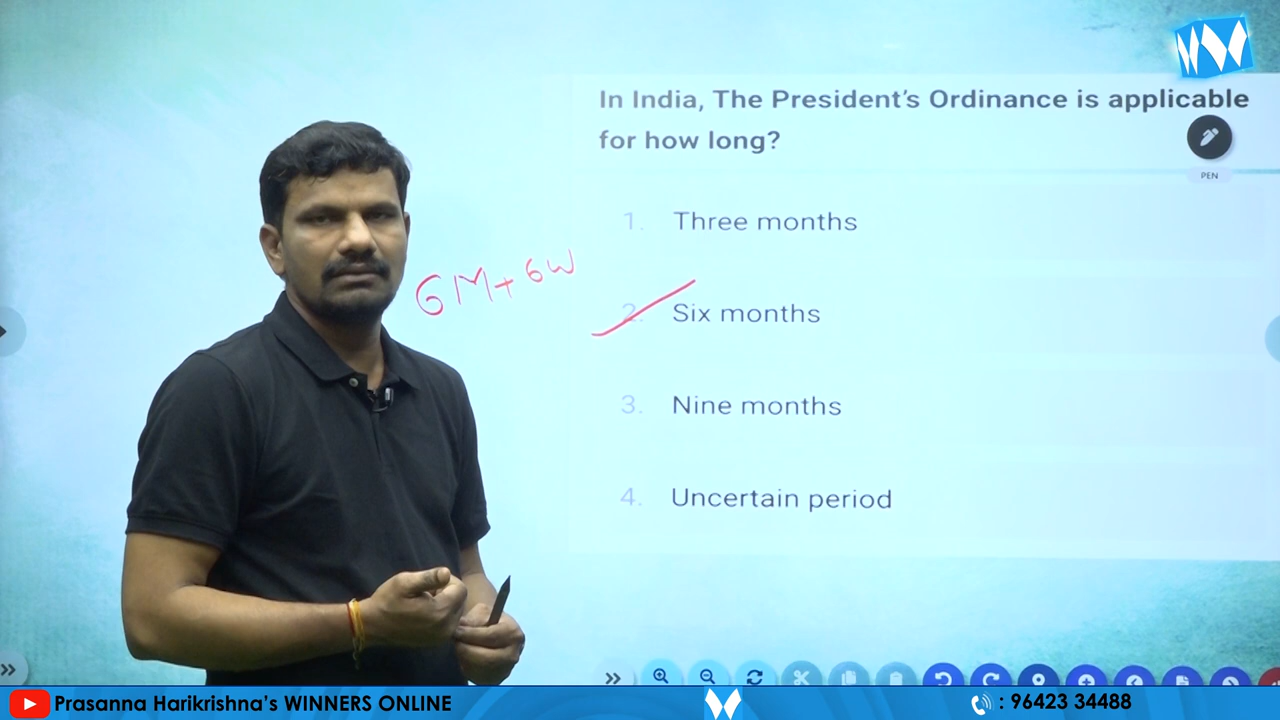 In India, The President's Ordinance is applicable
for how long?
PEN
1. Three months
6M+6W
2. Six months
3. Nine months
4. Uncertain period
Prasanna Harikrishna's WINNERS ONLINE
: 96423 34488